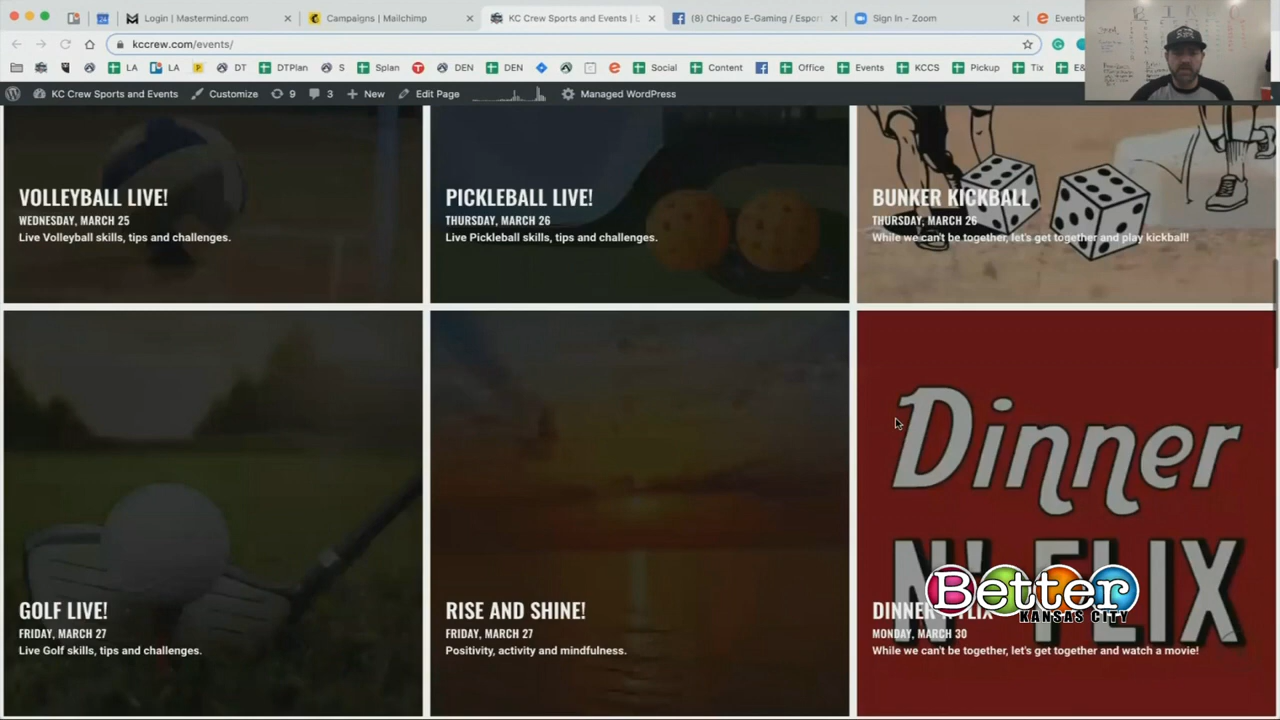 Login | Mastermind.com
Campaigns | Mailchimp
KC Crew Sports and Events | E
(8) Chicago E-Gaming / Esport
Sign In - Zoom
Eventb
kccrew.com/events/
LA
LA
DT
DTPlan
S
Splan
DEN
DEN
Social
Content
Office
Events
KCCS
Pickup
Tix
KC Crew Sports and Events
Customize
9
3
New
Edit Page
Managed WordPress
VOLLEYBALL LIVE!
WEDNESDAY, MARCH 25
Live Volleyball skills, tips and challenges.
PICKLEBALL LIVE!
THURSDAY, MARCH 26
Live Pickleball skills, tips and challenges.
BUNKER KICKBALL
THURSDAY, MARCH 26
While we can't be together, let's get together and play kickball!
GOLF LIVE!
FRIDAY, MARCH 27
Live Golf skills, tips and challenges.
RISE AND SHINE!
FRIDAY, MARCH 27
Positivity, activity and mindfulness.
Dinner
N' FLIX
Better
KANSAS CITY
DINNER N' FLIX
MONDAY, MARCH 30
While we can't be together, let's get together and watch a movie!